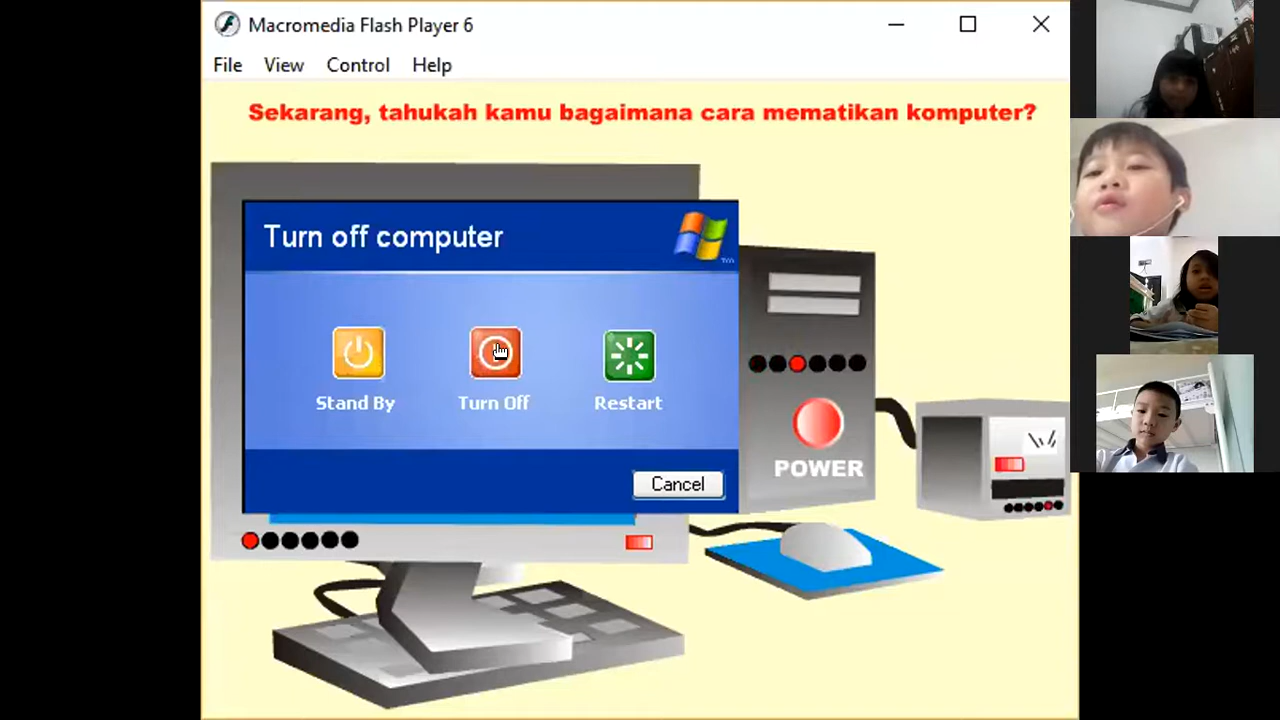 Macromedia Flash Player 6
File View Control Help
Sekarang, tahukah kamu bagaimana cara mematikan komputer?
Turn off computer
TM
Stand By Turn Off Restart
Cancel
POWER